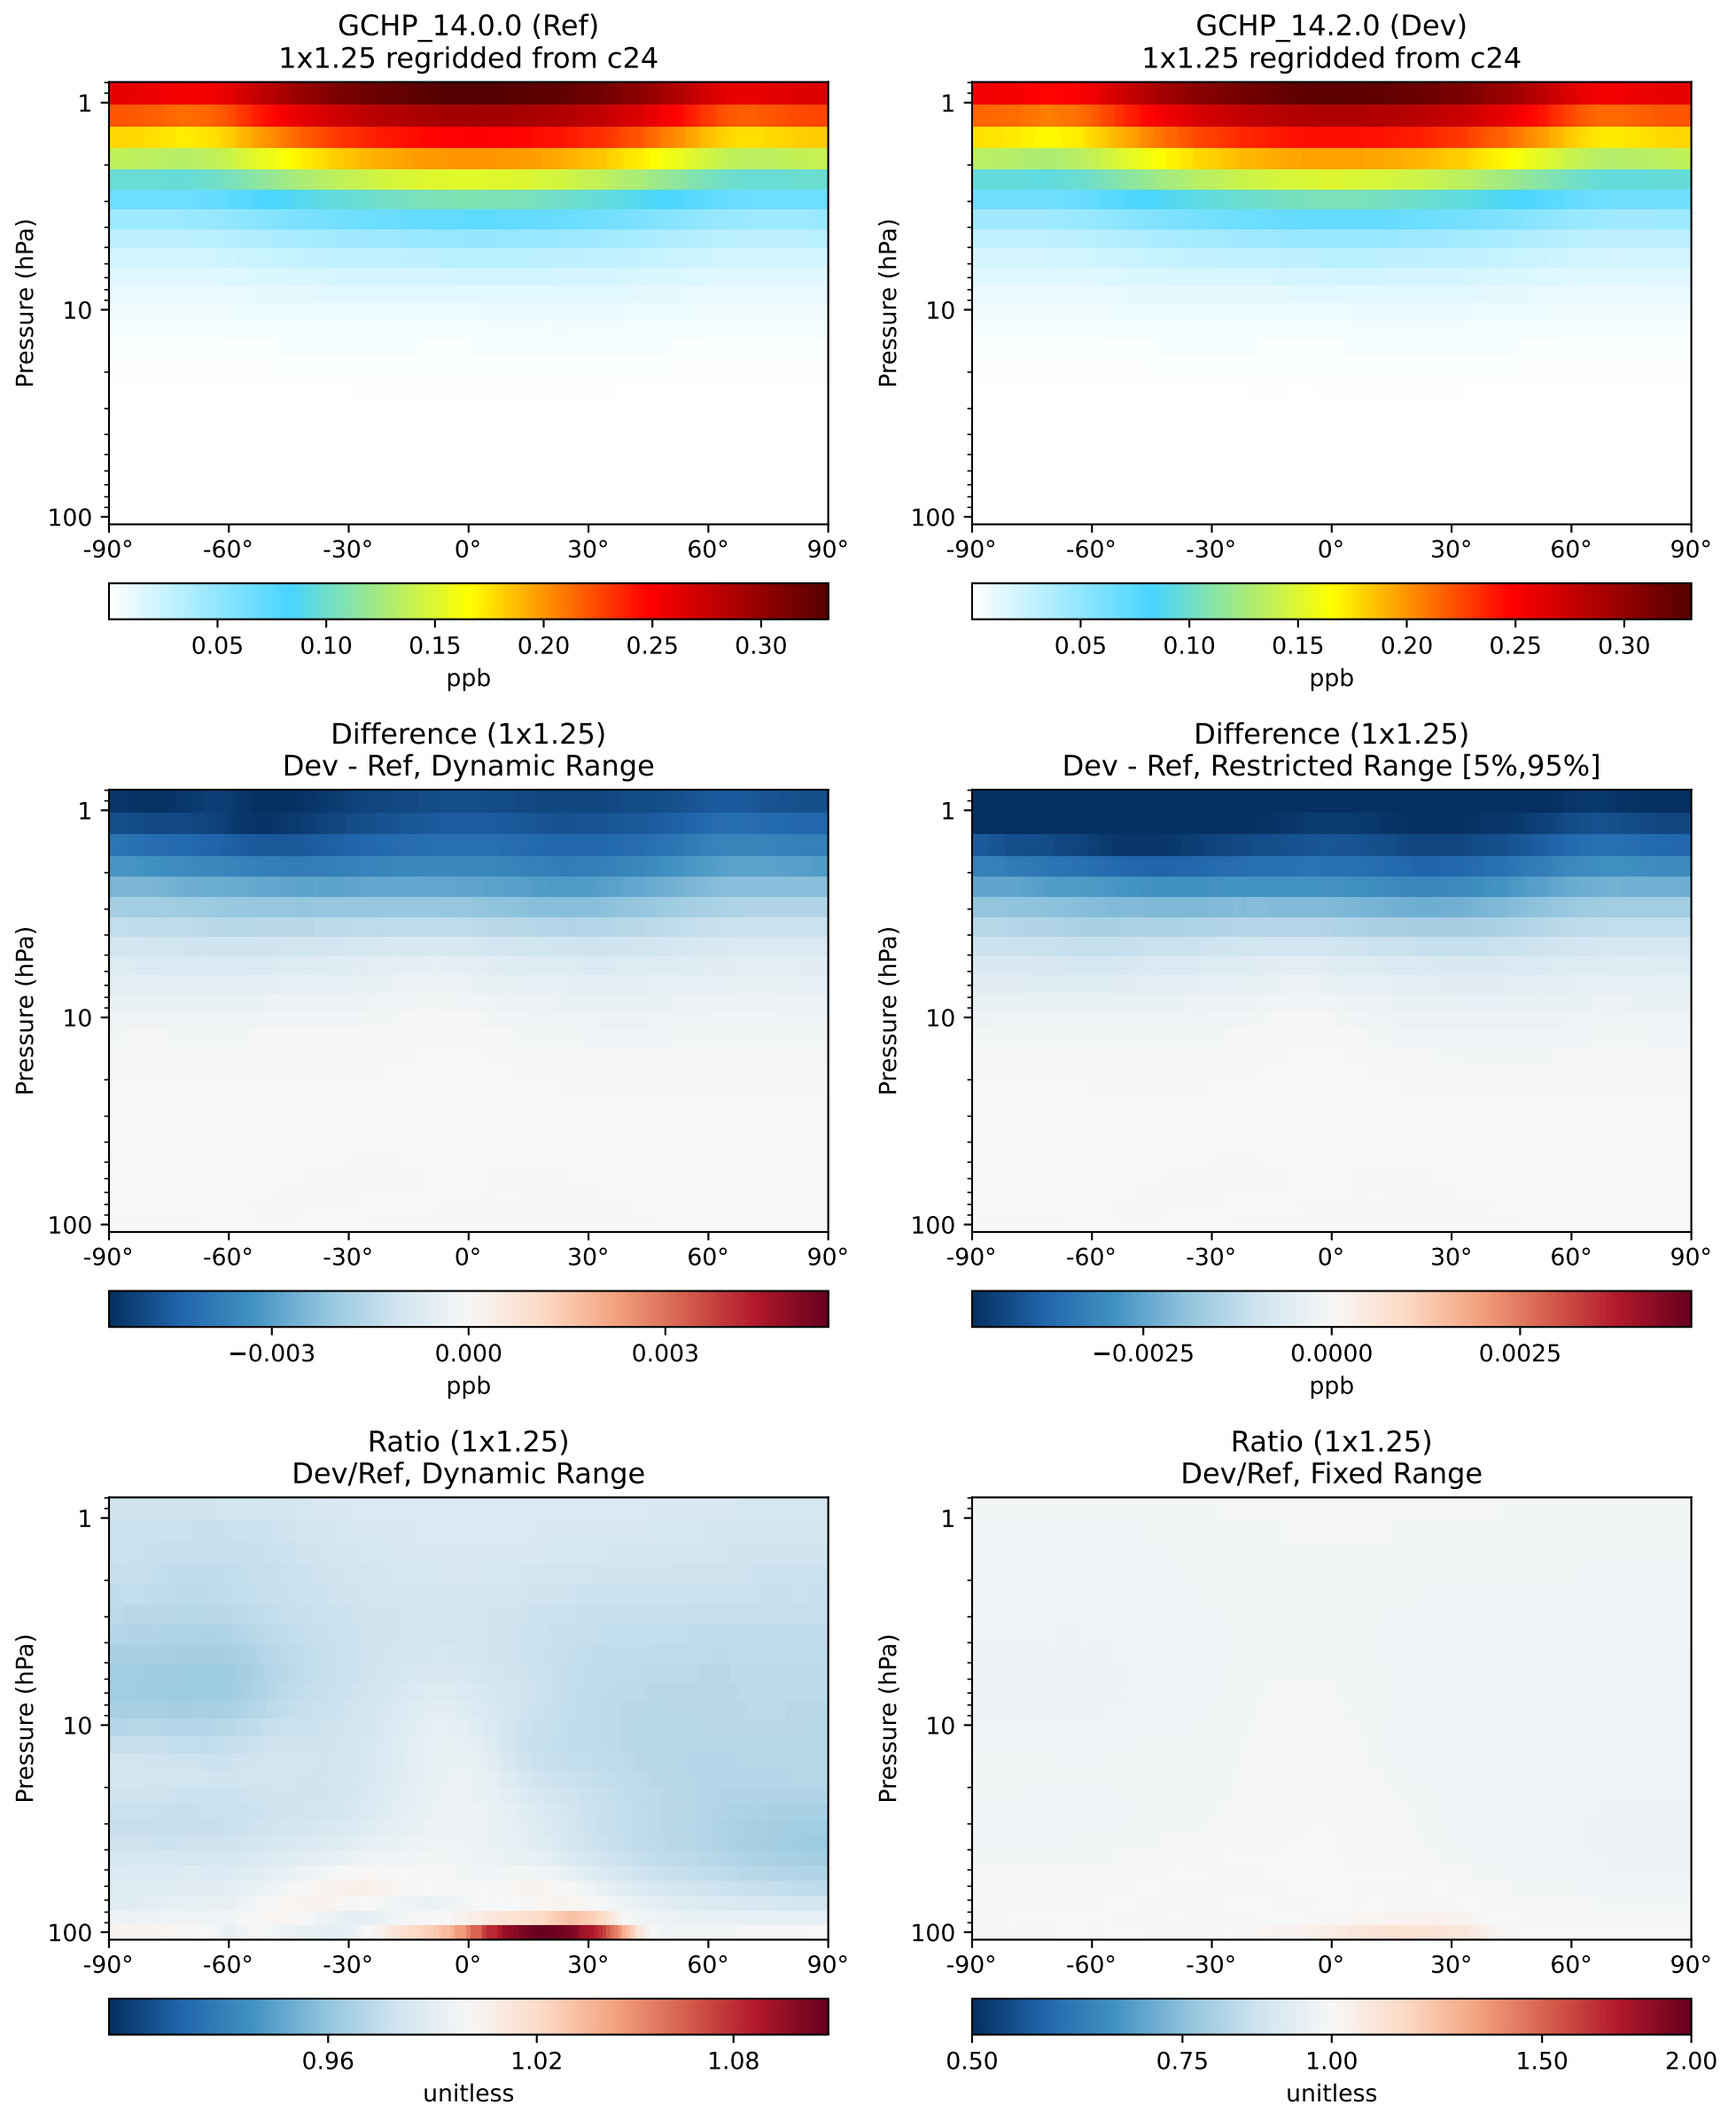 GCHP_14.0.0 (Ref)
1x1.25 regridded from c24
Pressure (hPa)
1
10
100
-90° -60° -30° 0° 30° 60° 90°
0.05 0.10 0.15 0.20 0.25 0.30
ppb
GCHP_14.2.0 (Dev)
1x1.25 regridded from c24
Pressure (hPa)
1
10
100
-90° -60° -30° 0° 30° 60° 90°
0.05 0.10 0.15 0.20 0.25 0.30
ppb
Difference (1x1.25)
Dev - Ref, Dynamic Range
Pressure (hPa)
1
10
100
-90° -60° -30° 0° 30° 60° 90°
−0.003 0.000 0.003
ppb
Difference (1x1.25)
Dev - Ref, Restricted Range [5%,95%]
Pressure (hPa)
1
10
100
-90° -60° -30° 0° 30° 60° 90°
−0.0025 0.0000 0.0025
ppb
Ratio (1x1.25)
Dev/Ref, Dynamic Range
Pressure (hPa)
1
10
100
-90° -60° -30° 0° 30° 60° 90°
0.96 1.02 1.08
unitless
Ratio (1x1.25)
Dev/Ref, Fixed Range
Pressure (hPa)
1
10
100
-90° -60° -30° 0° 30° 60° 90°
0.50 0.75 1.00 1.50 2.00
unitless